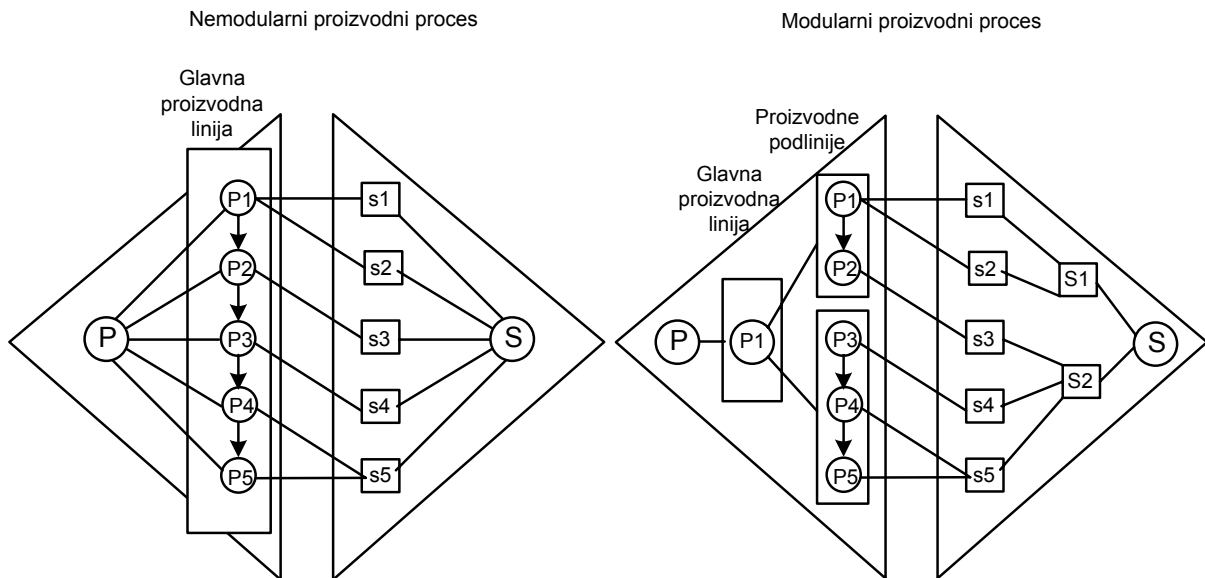 Nemodularni proizvodni proces
Glavna
proizvodna
linija
P
P1
P2
P3
P4
P5
s1
s2
s3
s4
s5
S
Modularni proizvodni proces
Proizvodne
podlinije
Glavna
proizvodna
linija
P
P1
P1
P2
P3
P4
P5
s1
s2
s3
s4
s5
S1
S2
S